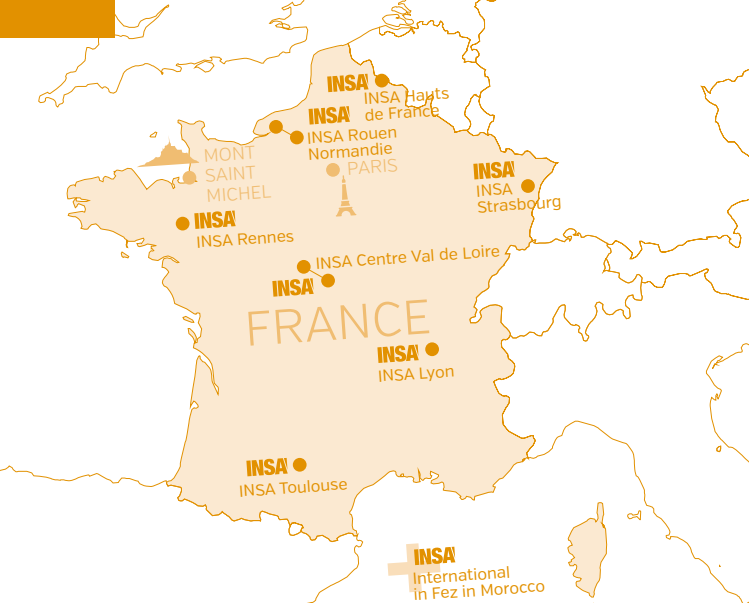 INSA
INSA Hauts
de France
INSA
INSA Rouen
Normandie
MONT
SAINT
MICHEL
PARIS
INSA
INSA
Strasbourg
INSA
INSA Rennes
INSA Centre Val de Loire
INSA
FRANCE
INSA
INSA Lyon
INSA
INSA Toulouse
INSA
International
in Fez in Morocco